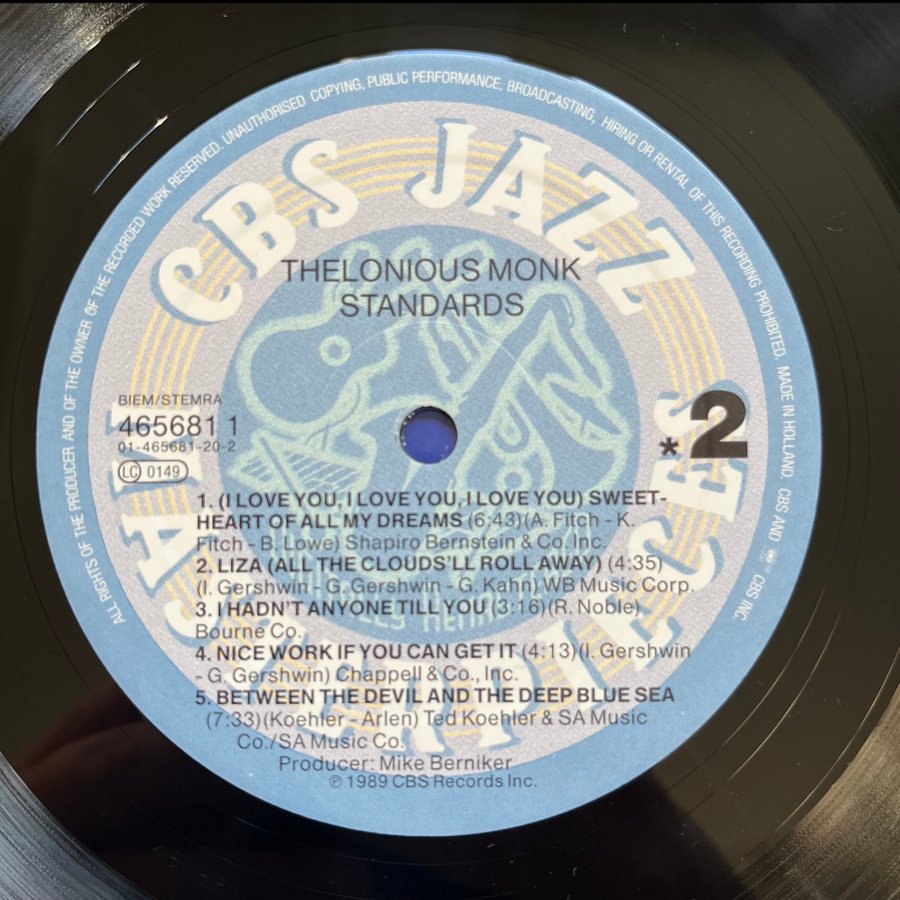 ALL RIGHTS OF THE PRODUCER AND OF THE OWNER OF THE RECORDED WORK RESERVED. UNAUTHORISED COPYING, PUBLIC PERFORMANCE, BROADCASTING, HIRING OR RENTAL OF THIS RECORDING PROHIBITED. MADE IN HOLLAND. CBS AND CBS INC.
CBS JAZZ
MASTERPIECES
THELONIOUS MONK
STANDARDS
BIEM/STEMRA
465681 1
01-465681-20-2
LC 0149
*2
1. (I LOVE YOU, I LOVE YOU, I LOVE YOU) SWEET-
HEART OF ALL MY DREAMS (6:43)(A. Fitch - K.
Fitch - B. Lowe) Shapiro Bernstein & Co. Inc.
2. LIZA (ALL THE CLOUDS'LL ROLL AWAY) (4:35)
(I. Gershwin - G. Gershwin - G. Kahn) WB Music Corp.
3. I HADN'T ANYONE TILL YOU (3:16)(R. Noble)
Bourne Co.
4. NICE WORK IF YOU CAN GET IT (4:13)(I. Gershwin
- G. Gershwin) Chappell & Co., Inc.
5. BETWEEN THE DEVIL AND THE DEEP BLUE SEA
(7:33)(Koehler - Arlen) Ted Koehler & SA Music
Co./SA Music Co.
Producer: Mike Berniker
℗ 1989 CBS Records Inc.